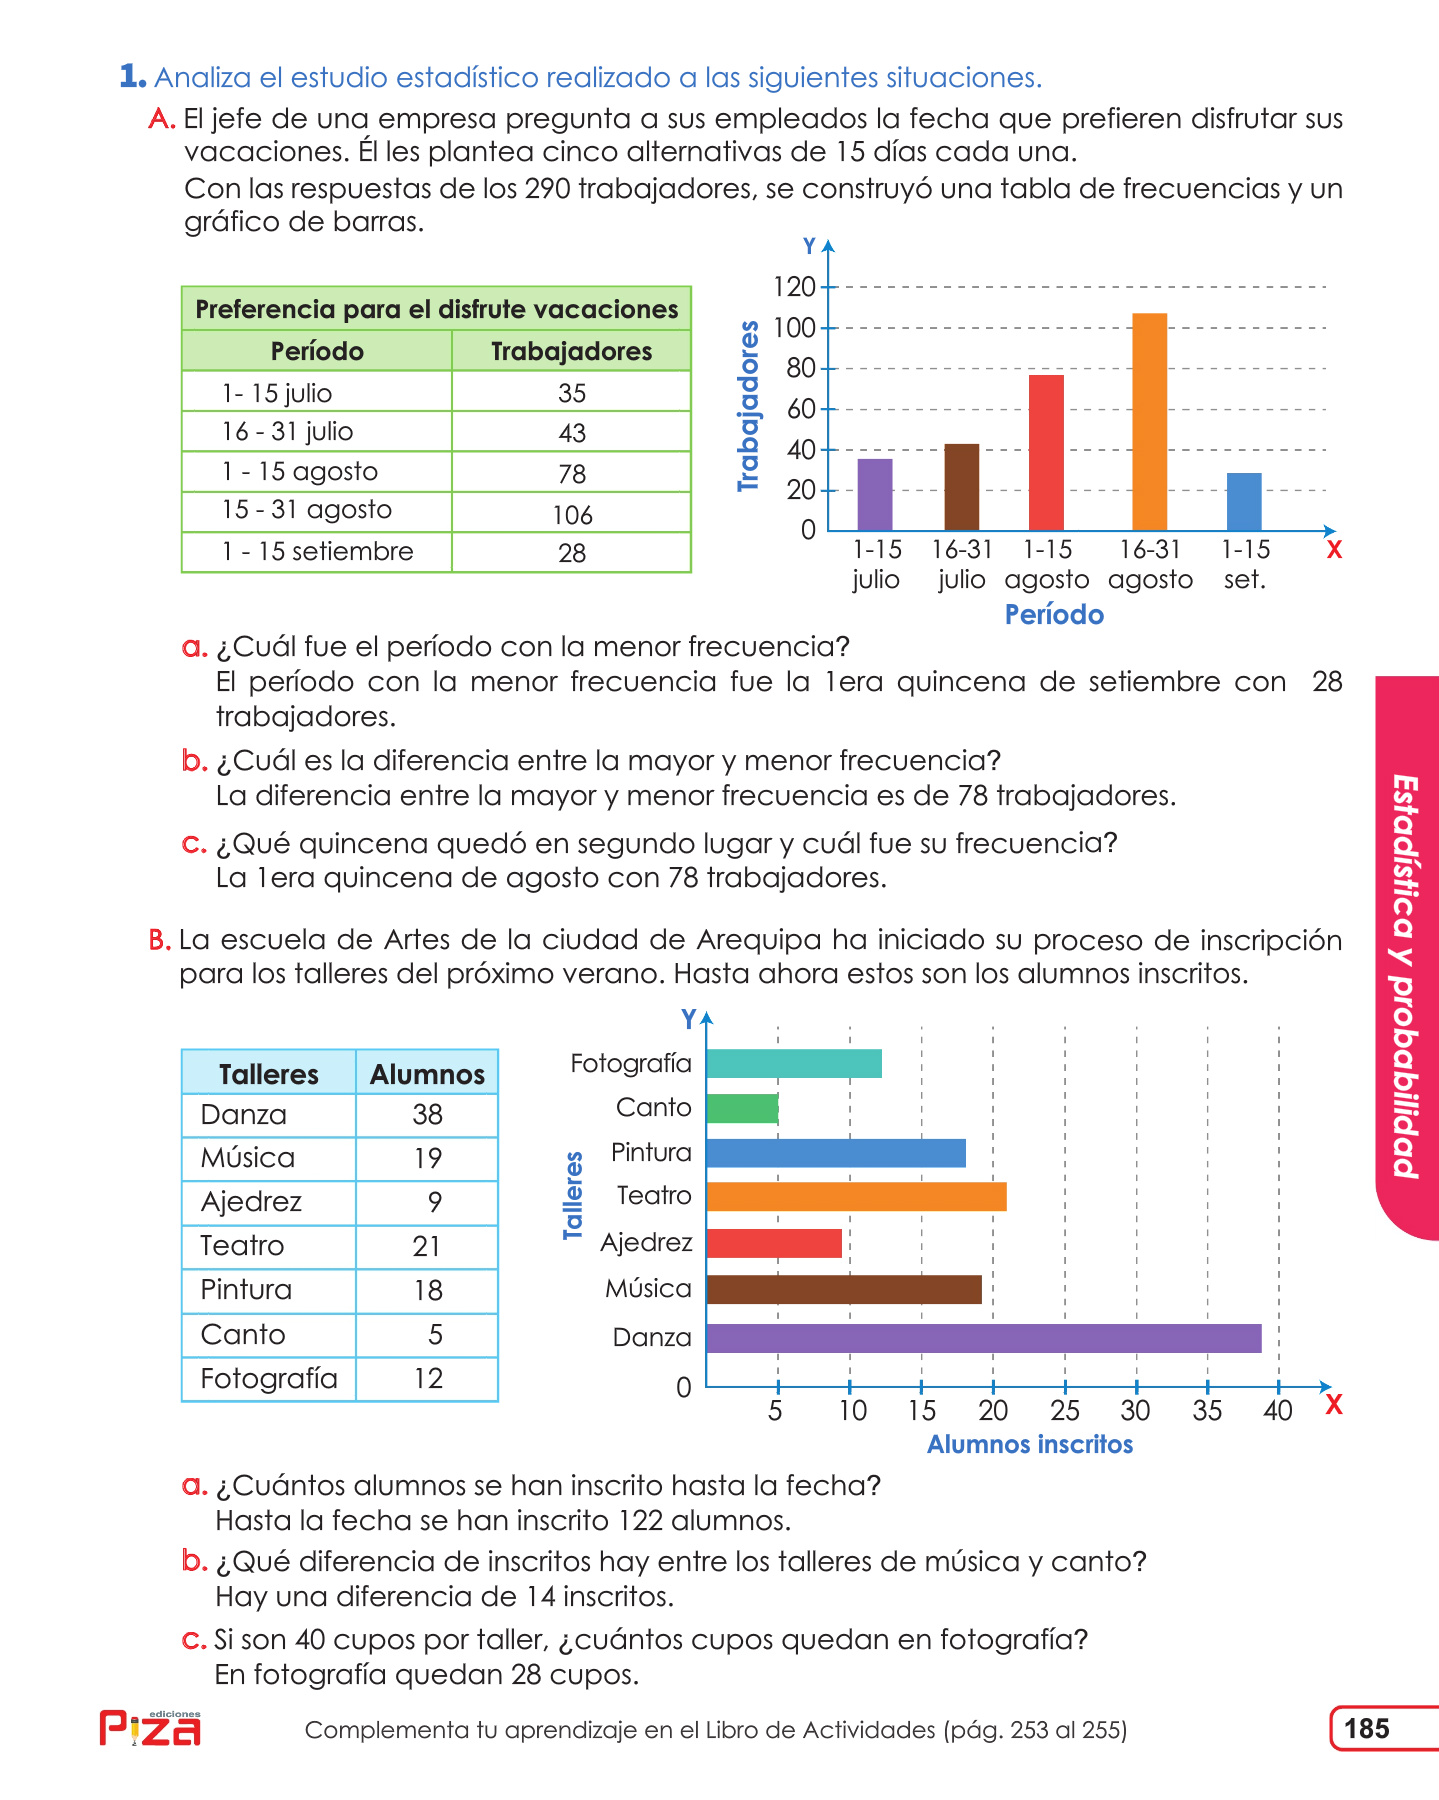 1. Analiza el estudio estadístico realizado a las siguientes situaciones.
A. El jefe de una empresa pregunta a sus empleados la fecha que prefieren disfrutar sus
vacaciones. Él les plantea cinco alternativas de 15 días cada una.
Con las respuestas de los 290 trabajadores, se construyó una tabla de frecuencias y un
gráfico de barras.
Preferencia para el disfrute vacaciones
Período Trabajadores
1- 15 julio 35
16 - 31 julio 43
1 - 15 agosto 78
15 - 31 agosto 106
1 - 15 setiembre 28
Y
120
100
80
60
40
20
0
Trabajadores
1-15 16-31 1-15 16-31 1-15 X
julio julio agosto agosto set.
Período
a. ¿Cuál fue el período con la menor frecuencia?
El período con la menor frecuencia fue la 1era quincena de setiembre con 28
trabajadores.
b. ¿Cuál es la diferencia entre la mayor y menor frecuencia?
La diferencia entre la mayor y menor frecuencia es de 78 trabajadores.
c. ¿Qué quincena quedó en segundo lugar y cuál fue su frecuencia?
La 1era quincena de agosto con 78 trabajadores.
B. La escuela de Artes de la ciudad de Arequipa ha iniciado su proceso de inscripción
para los talleres del próximo verano. Hasta ahora estos son los alumnos inscritos.
Talleres Alumnos
Danza 38
Música 19
Ajedrez 9
Teatro 21
Pintura 18
Canto 5
Fotografía 12
Y
Talleres
Fotografía
Canto
Pintura
Teatro
Ajedrez
Música
Danza
0
5 10 15 20 25 30 35 40 X
Alumnos inscritos
a. ¿Cuántos alumnos se han inscrito hasta la fecha?
Hasta la fecha se han inscrito 122 alumnos.
b. ¿Qué diferencia de inscritos hay entre los talleres de música y canto?
Hay una diferencia de 14 inscritos.
c. Si son 40 cupos por taller, ¿cuántos cupos quedan en fotografía?
En fotografía quedan 28 cupos.
Estadística y probabilidad
ediciones
Piza
Complementa tu aprendizaje en el Libro de Actividades (pág. 253 al 255)
185